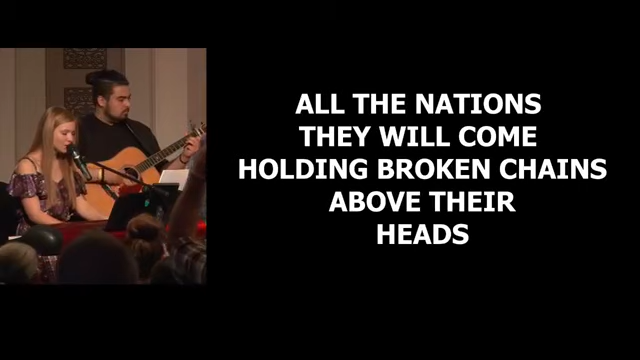 ALL THE NATIONS
THEY WILL COME
HOLDING BROKEN CHAINS
ABOVE THEIR
HEADS